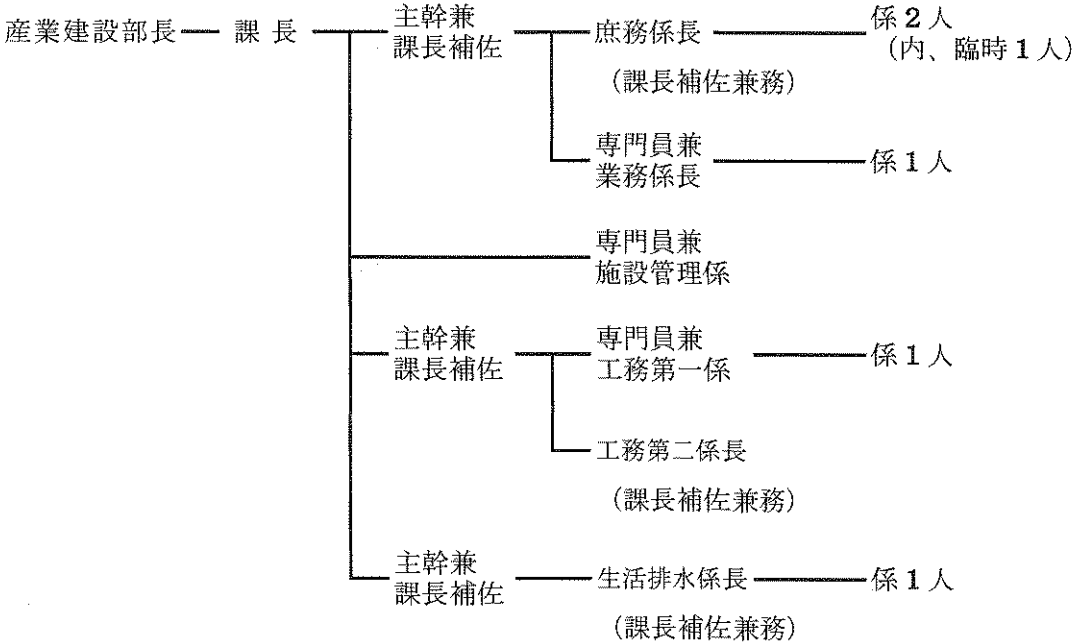 産業建設部長 課長 主幹兼
課長補佐 庶務係長 係2人
(内、臨時1人)
(課長補佐兼務)
専門員兼
業務係長 係1人
専門員兼
施設管理係
主幹兼
課長補佐 専門員兼
工務第一係 係1人
工務第二係長
(課長補佐兼務)
主幹兼
課長補佐 生活排水係長 係1人
(課長補佐兼務)